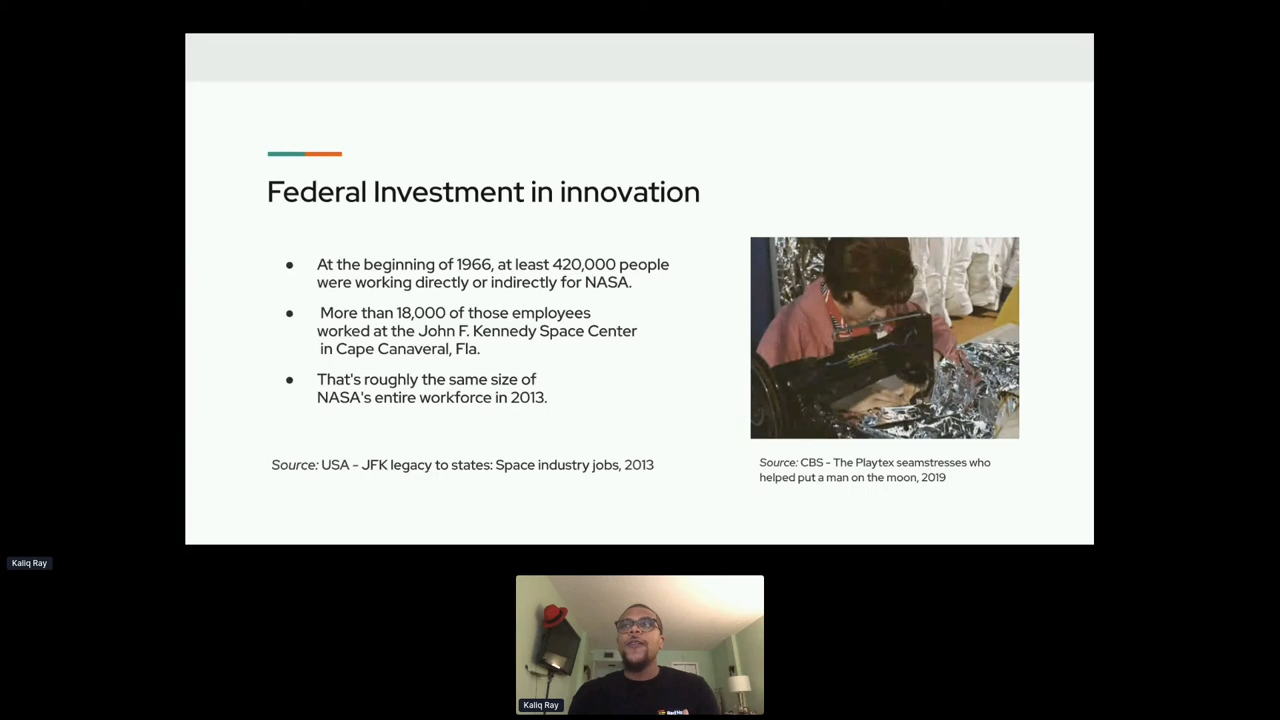 Federal Investment in innovation
● At the beginning of 1966, at least 420,000 people
were working directly or indirectly for NASA.
● More than 18,000 of those employees
worked at the John F. Kennedy Space Center
in Cape Canaveral, Fla.
● That's roughly the same size of
NASA's entire workforce in 2013.
Source: USA - JFK legacy to states: Space industry jobs, 2013
Source: CBS - The Playtex seamstresses who
helped put a man on the moon, 2019
Kaliq Ray
Kaliq Ray